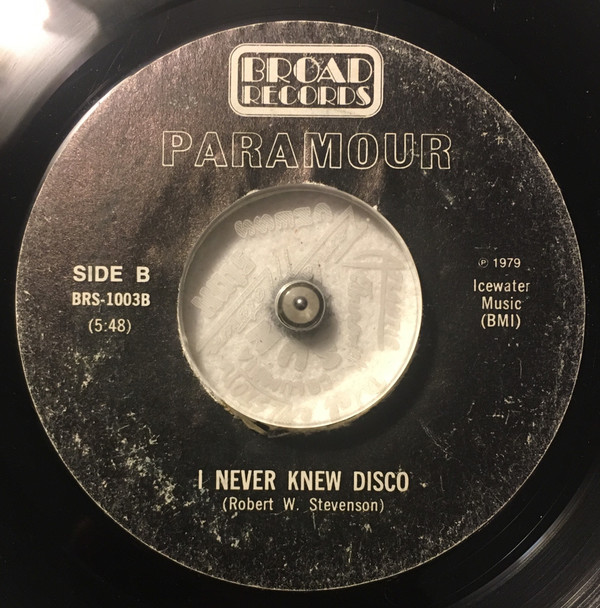 BROAD
RECORDS
PARAMOUR
SIDE B
BRS-1003B
(5:48)
℗ 1979
Icewater
Music
(BMI)
I NEVER KNEW DISCO
(Robert W. Stevenson)